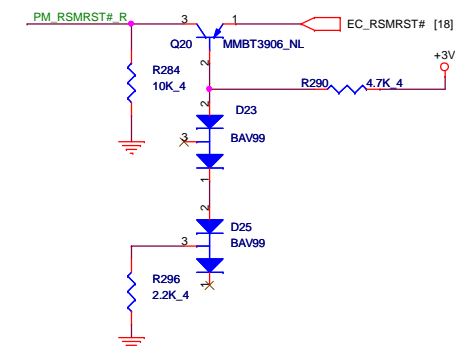 PM_RSMRST#_R
3
1
EC_RSMRST# [18]
Q20
MMBT3906_NL
+3V
2
R284
10K_4
R290
4.7K_4
2
D23
3
BAV99
1
2
D25
3
BAV99
R296
2.2K_4
1